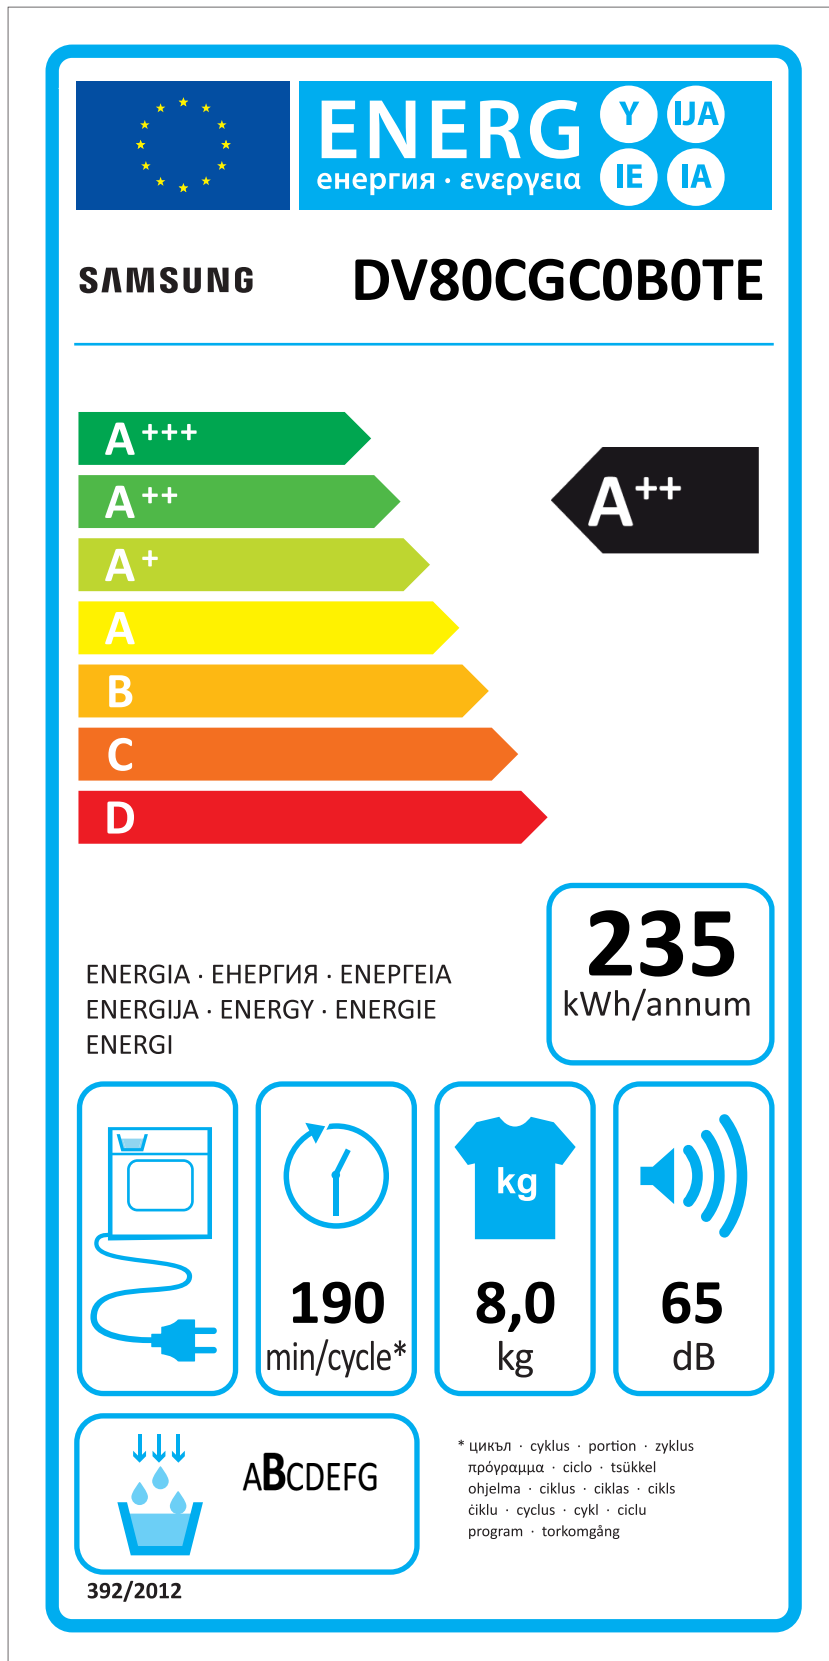 ENERG Y IJA
енергия · ενεργεια IE IA
SAMSUNG DV80CGC0B0TE
A+++
A++
A++
A+
A
B
C
D
235
kWh/annum
ENERGIA · ЕНЕРГИЯ · ΕΝΕΡΓΕΙΑ
ENERGIJA · ENERGY · ENERGIE
ENERGI
kg
190 8,0 65
min/cycle* kg dB
ABCDEFG
* цикъл · cyklus · portion · zyklus
πρόγραμμα · ciclo · tsükkel
ohjelma · ciklus · ciklas · cikls
ċiklu · cyclus · cykl · ciclu
program · torkomgång
392/2012